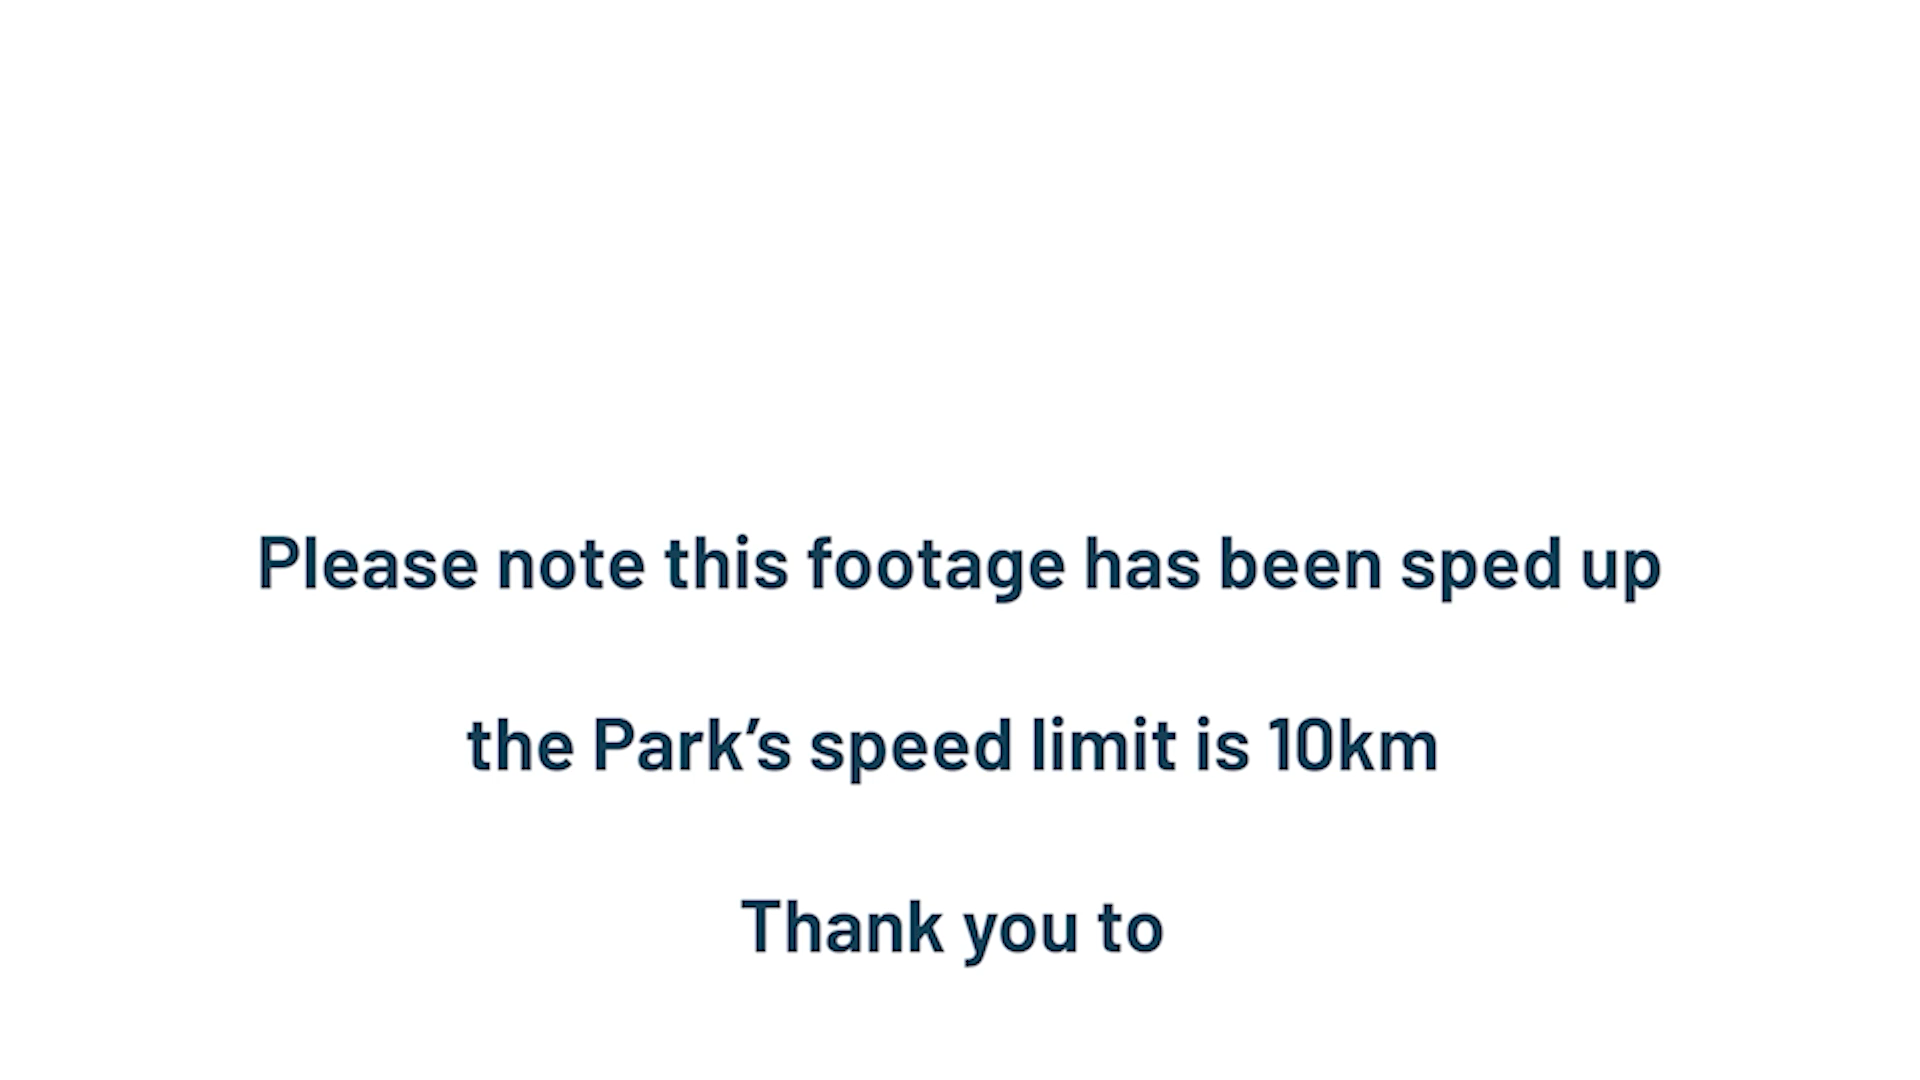 Please note this footage has been sped up
the Park’s speed limit is 10km
Thank you to